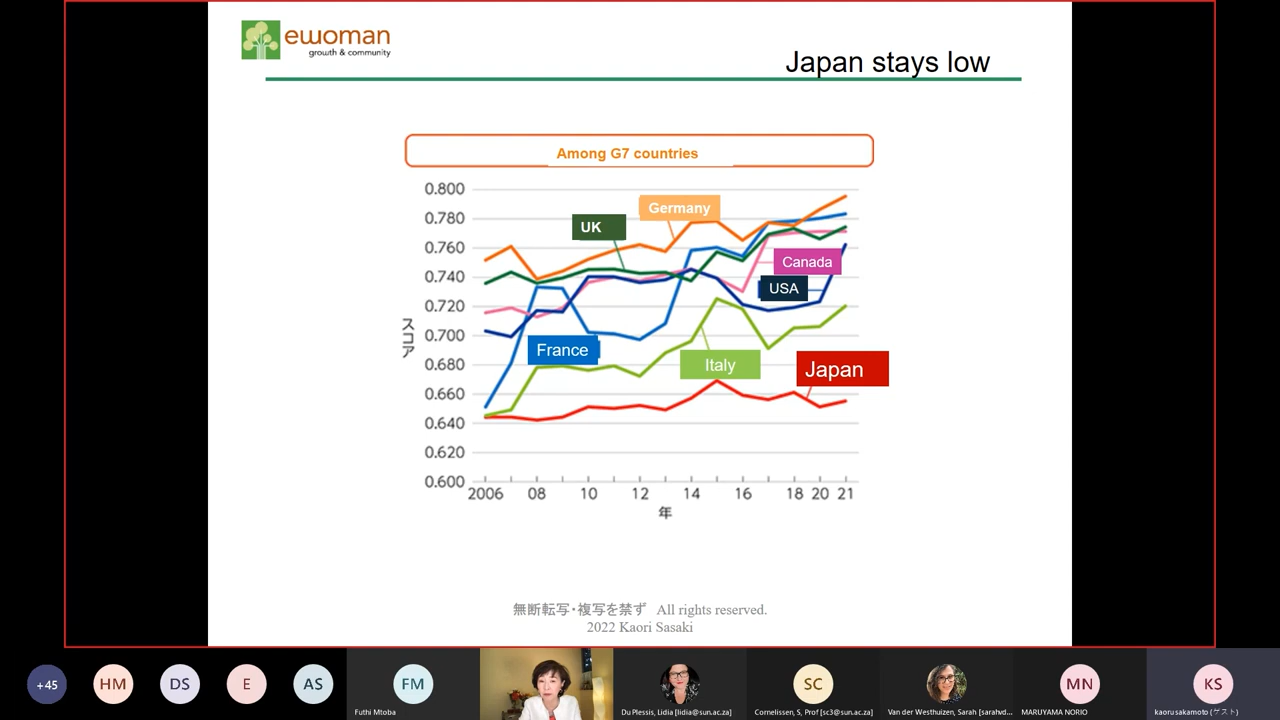 ewoman
growth & community
Japan stays low
Among G7 countries
0.800
0.780
0.760
0.740
0.720
0.700
0.680
0.660
0.640
0.620
0.600
スコア
Germany
UK
Canada
USA
France
Italy
Japan
2006 08 10 12 14 16 18 20 21
年
無断転写・複写を禁ず All rights reserved.
2022 Kaori Sasaki
+45
HM
DS
E
AS
FM
SC
MN
KS
Futhi Mtoba
Du Plessis, Lidia [lidia@sun.ac.za]
Cornelissen, S, Prof [sc3@sun.ac.za]
Van der Westhuizen, Sarah [sarahvd...
MARUYAMA NORIO
kaoru sakamoto (ゲスト)